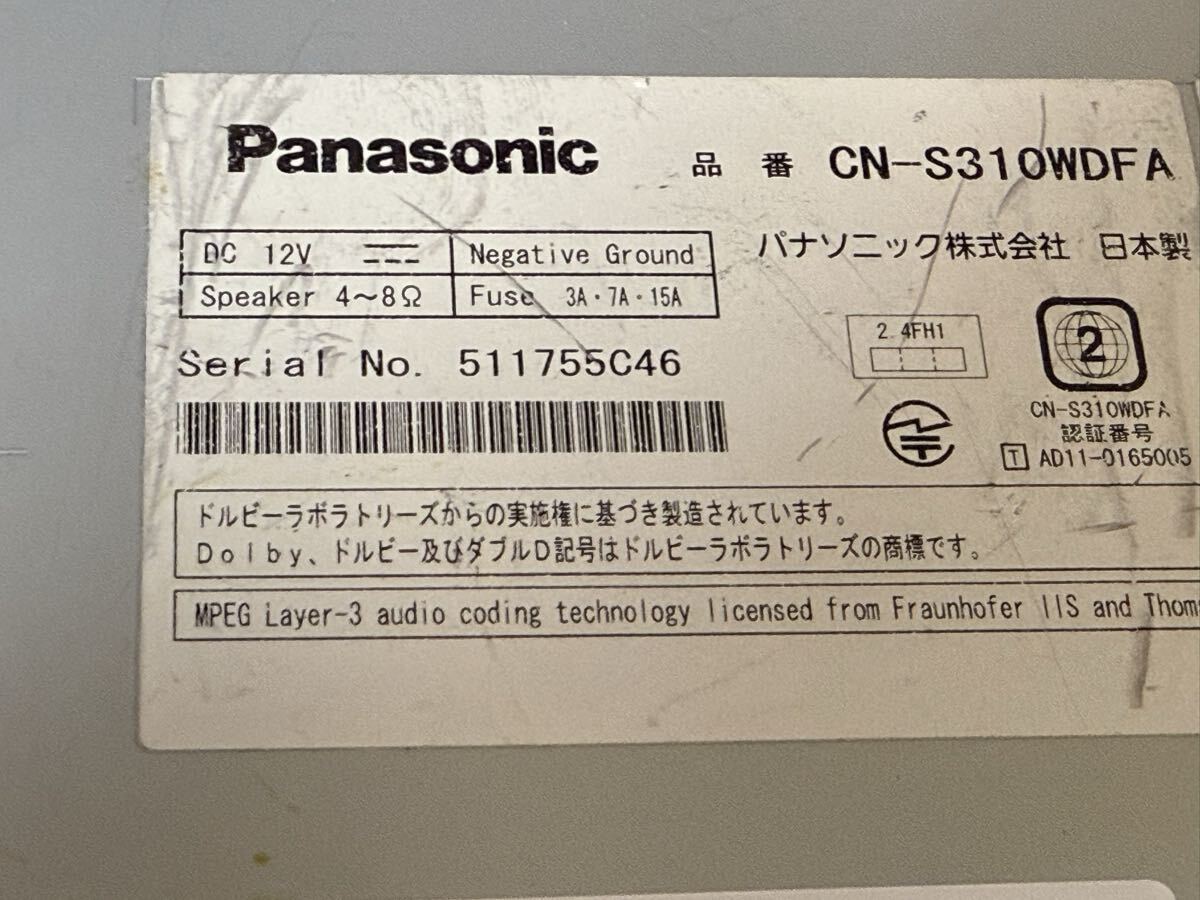 Panasonic 品番 CN-S310WDFA
DC 12V Negative Ground
パナソニック株式会社 日本製
Speaker 4〜8Ω Fuse 3A・7A・15A
2.4FH1
2
Serial No. 511755C46
CN-S310WDFA
認証番号
T AD11-0165005
ドルビーラボラトリーズからの実施権に基づき製造されています。
Dolby、ドルビー及びダブルD記号はドルビーラボラトリーズの商標です。
MPEG Layer-3 audio coding technology licensed from Fraunhofer IIS and Thoms